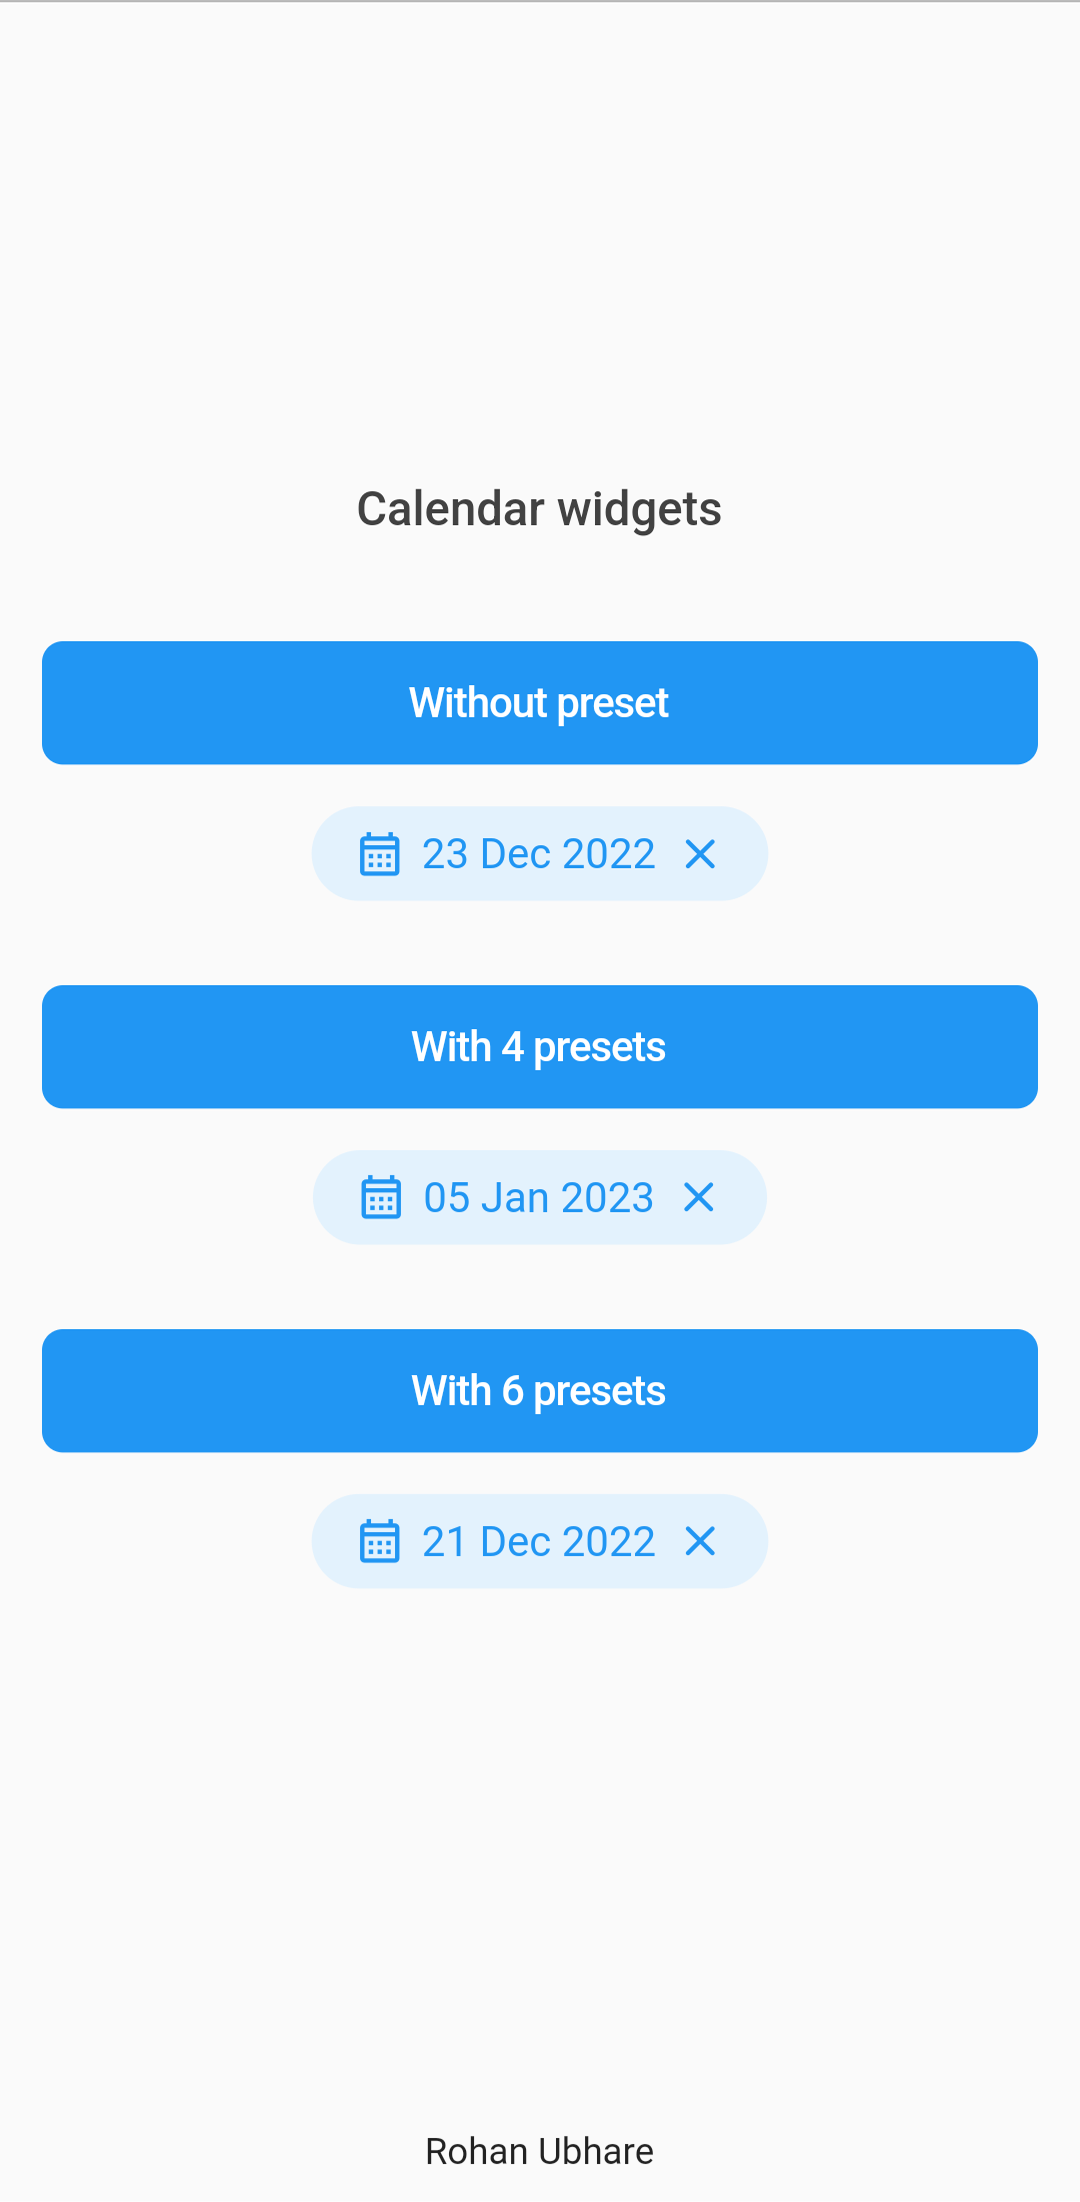 Calendar widgets
Without preset
23 Dec 2022
With 4 presets
05 Jan 2023
With 6 presets
21 Dec 2022
Rohan Ubhare